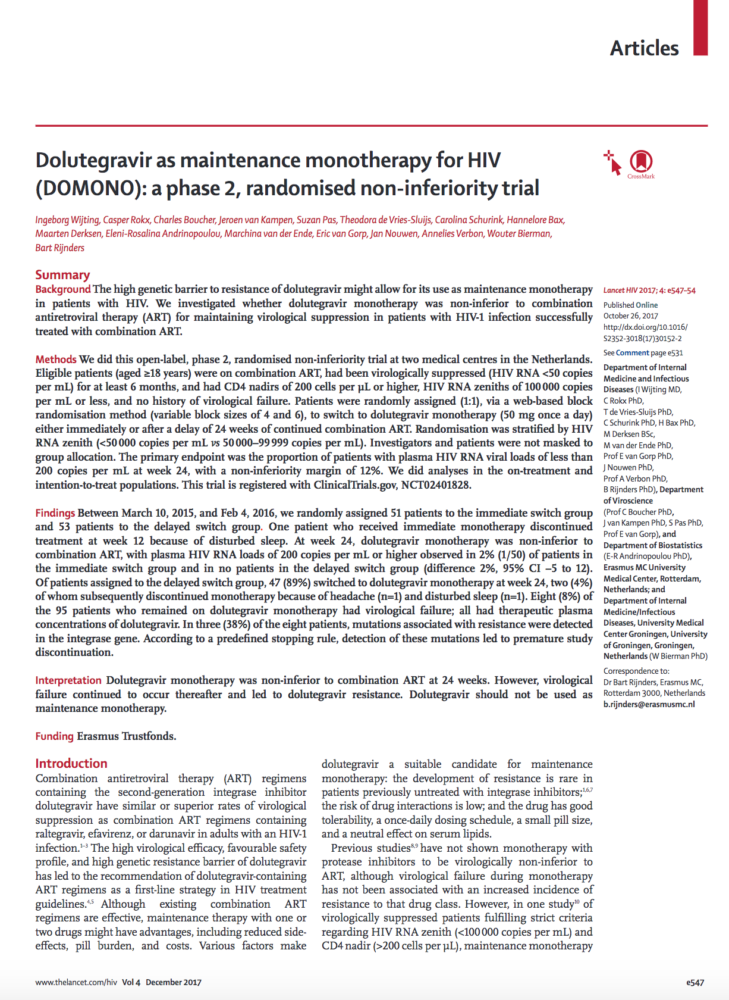 Articles
Dolutegravir as maintenance monotherapy for HIV
(DOMONO): a phase 2, randomised non-inferiority trial
CrossMark
Ingeborg Wijting, Casper Rokx, Charles Boucher, Jeroen van Kampen, Suzan Pas, Theodora de Vries-Sluijs, Carolina Schurink, Hannelore Bax,
Maarten Derksen, Eleni-Rosalina Andrinopoulou, Marchina van der Ende, Eric van Gorp, Jan Nouwen, Annelies Verbon, Wouter Bierman,
Bart Rijnders
Summary
Background The high genetic barrier to resistance of dolutegravir might allow for its use as maintenance monotherapy
in patients with HIV. We investigated whether dolutegravir monotherapy was non-inferior to combination
antiretroviral therapy (ART) for maintaining virological suppression in patients with HIV-1 infection successfully
treated with combination ART.
Methods We did this open-label, phase 2, randomised non-inferiority trial at two medical centres in the Netherlands.
Eligible patients (aged ≥18 years) were on combination ART, had been virologically suppressed (HIV RNA <50 copies
per mL) for at least 6 months, and had CD4 nadirs of 200 cells per µL or higher, HIV RNA zeniths of 100 000 copies
per mL or less, and no history of virological failure. Patients were randomly assigned (1:1), via a web-based block
randomisation method (variable block sizes of 4 and 6), to switch to dolutegravir monotherapy (50 mg once a day)
either immediately or after a delay of 24 weeks of continued combination ART. Randomisation was stratified by HIV
RNA zenith (<50 000 copies per mL vs 50 000–99 999 copies per mL). Investigators and patients were not masked to
group allocation. The primary endpoint was the proportion of patients with plasma HIV RNA viral loads of less than
200 copies per mL at week 24, with a non-inferiority margin of 12%. We did analyses in the on-treatment and
intention-to-treat populations. This trial is registered with ClinicalTrials.gov, NCT02401828.
Findings Between March 10, 2015, and Feb 4, 2016, we randomly assigned 51 patients to the immediate switch group
and 53 patients to the delayed switch group. One patient who received immediate monotherapy discontinued
treatment at week 12 because of disturbed sleep. At week 24, dolutegravir monotherapy was non-inferior to
combination ART, with plasma HIV RNA loads of 200 copies per mL or higher observed in 2% (1/50) of patients in
the immediate switch group and in no patients in the delayed switch group (difference 2%, 95% CI –5 to 12).
Of patients assigned to the delayed switch group, 47 (89%) switched to dolutegravir monotherapy at week 24, two (4%)
of whom subsequently discontinued monotherapy because of headache (n=1) and disturbed sleep (n=1). Eight (8%) of
the 95 patients who remained on dolutegravir monotherapy had virological failure; all had therapeutic plasma
concentrations of dolutegravir. In three (38%) of the eight patients, mutations associated with resistance were detected
in the integrase gene. According to a predefined stopping rule, detection of these mutations led to premature study
discontinuation.
Interpretation Dolutegravir monotherapy was non-inferior to combination ART at 24 weeks. However, virological
failure continued to occur thereafter and led to dolutegravir resistance. Dolutegravir should not be used as
maintenance monotherapy.
Funding Erasmus Trustfonds.
Lancet HIV 2017; 4: e547–54
Published Online
October 26, 2017
http://dx.doi.org/10.1016/
S2352-3018(17)30152-2
See Comment page e531
Department of Internal
Medicine and Infectious
Diseases (I Wijting MD,
C Rokx PhD,
T de Vries-Sluijs PhD,
C Schurink PhD, H Bax PhD,
M Derksen BSc,
M van der Ende PhD,
Prof E van Gorp PhD,
J Nouwen PhD,
Prof A Verbon PhD,
B Rijnders PhD), Department
of Viroscience
(Prof C Boucher PhD,
J van Kampen PhD, S Pas PhD,
Prof E van Gorp), and
Department of Biostatistics
(E-R Andrinopoulou PhD),
Erasmus MC University
Medical Center, Rotterdam,
Netherlands; and
Department of Internal
Medicine/Infectious
Diseases, University Medical
Center Groningen, University
of Groningen, Groningen,
Netherlands (W Bierman PhD)
Correspondence to:
Dr Bart Rijnders, Erasmus MC,
Rotterdam 3000, Netherlands
b.rijnders@erasmusmc.nl
Introduction
Combination antiretroviral therapy (ART) regimens
containing the second-generation integrase inhibitor
dolutegravir have similar or superior rates of virological
suppression as combination ART regimens containing
raltegravir, efavirenz, or darunavir in adults with an HIV-1
infection.1–3 The high virological efficacy, favourable safety
profile, and high genetic resistance barrier of dolutegravir
has led to the recommendation of dolutegravir-containing
ART regimens as a first-line strategy in HIV treatment
guidelines.4,5 Although existing combination ART
regimens are effective, maintenance therapy with one or
two drugs might have advantages, including reduced side-
effects, pill burden, and costs. Various factors make
dolutegravir a suitable candidate for maintenance
monotherapy: the development of resistance is rare in
patients previously untreated with integrase inhibitors;1,6,7
the risk of drug interactions is low; and the drug has good
tolerability, a once-daily dosing schedule, a small pill size,
and a neutral effect on serum lipids.
Previous studies8,9 have not shown monotherapy with
protease inhibitors to be virologically non-inferior to
ART, although virological failure during monotherapy
has not been associated with an increased incidence of
resistance to that drug class. However, in one study10 of
virologically suppressed patients fulfilling strict criteria
regarding HIV RNA zenith (<100 000 copies per mL) and
CD4 nadir (>200 cells per µL), maintenance monotherapy
www.thelancet.com/hiv Vol 4 December 2017
e547